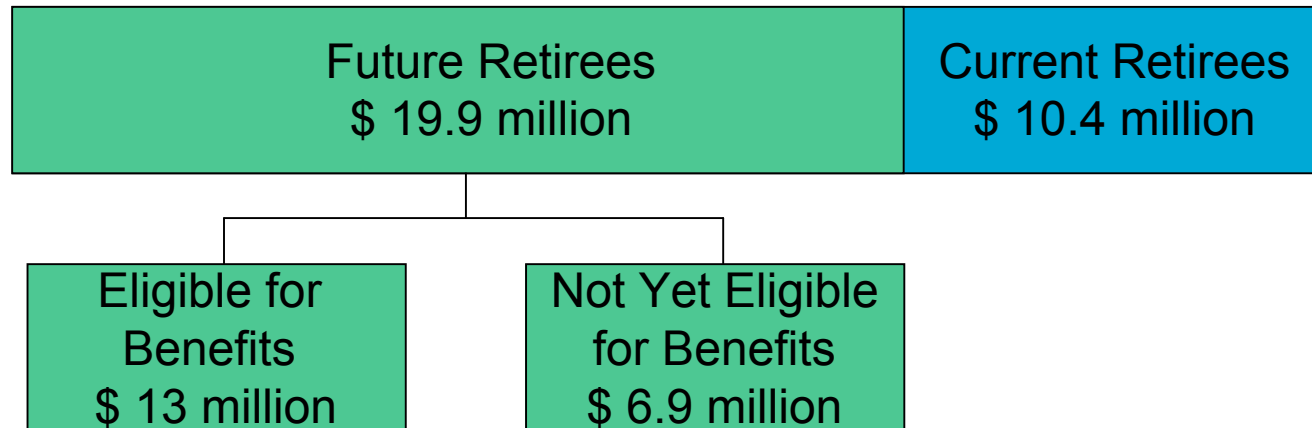 Future Retirees
$ 19.9 million
Current Retirees
$ 10.4 million
Eligible for
Benefits
$ 13 million
Not Yet Eligible
for Benefits
$ 6.9 million